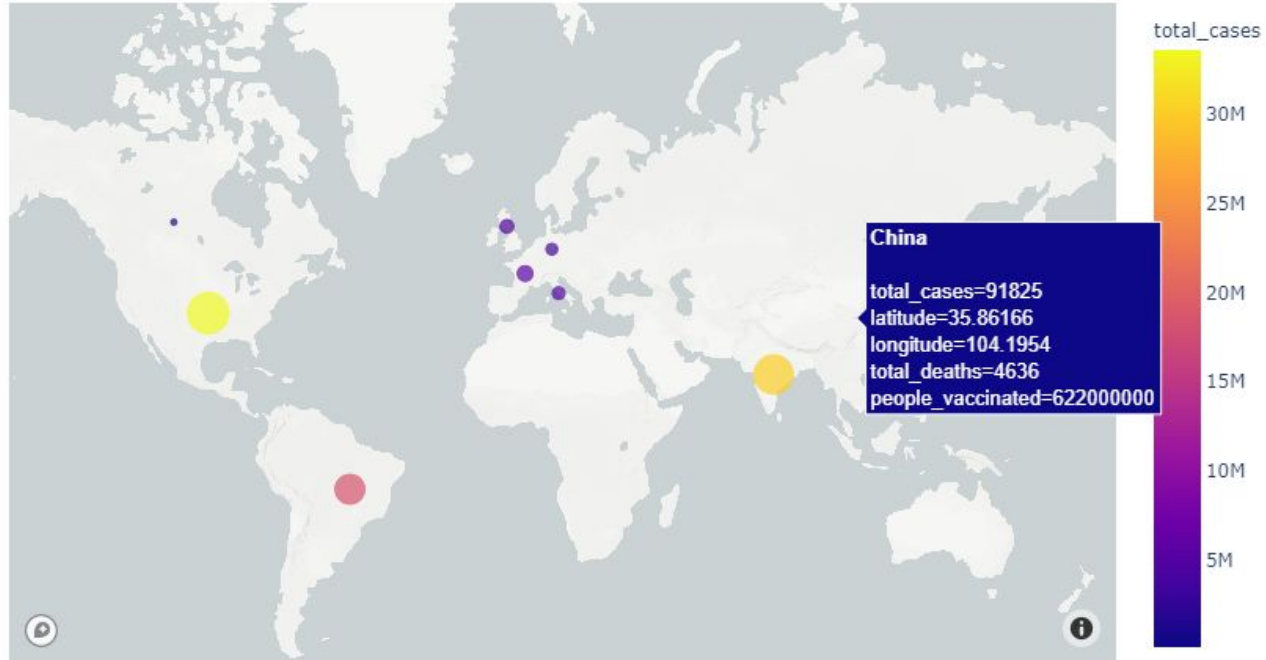 total_cases
30M
25M
20M
15M
10M
5M
China
total_cases=91825
latitude=35.86166
longitude=104.1954
total_deaths=4636
people_vaccinated=622000000